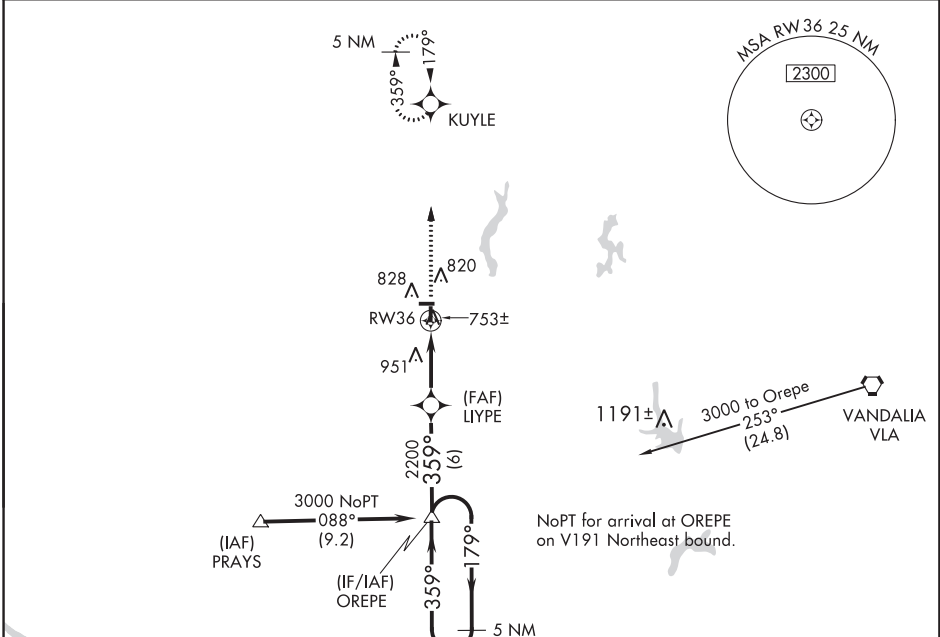 5 NM
179°
359°
KUYLE
MSA RW36 25 NM
2300
828
820
RW36
753±
951
(FAF)
LIYPE
1191±
3000 to Orepe
253°
(24.8)
VANDALIA
VLA
2200
359°
(6)
3000 NoPT
088°
(9.2)
(IAF)
PRAYS
NoPT for arrival at OREPE
on V191 Northeast bound.
(IF/IAF)
OREPE
359°
179°
5 NM